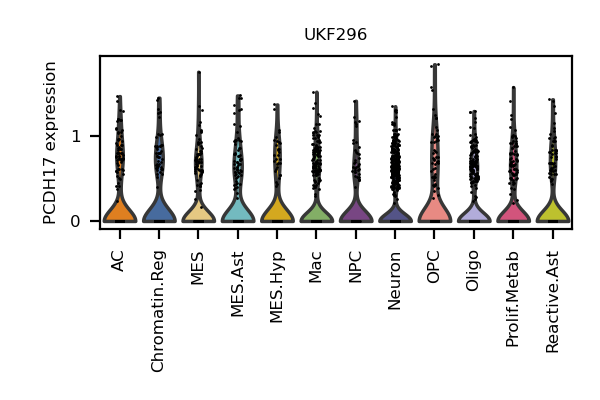 UKF296
PCDH17 expression
1
0
AC
Chromatin.Reg
MES
MES.Ast
MES.Hyp
Mac
NPC
Neuron
OPC
Oligo
Prolif.Metab
Reactive.Ast